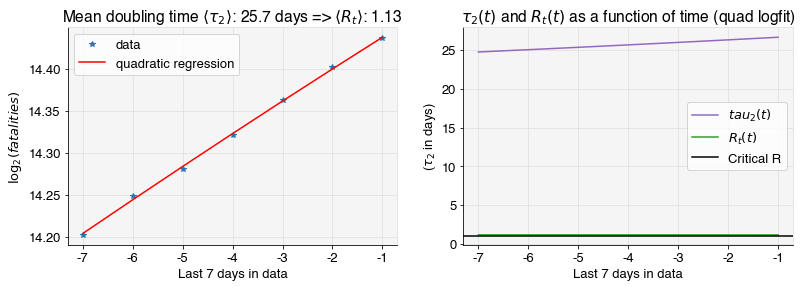 Mean doubling time ⟨τ₂⟩: 25.7 days => ⟨Rₜ⟩: 1.13
data
quadratic regression
log₂(fatalities)
14.40
14.35
14.30
14.25
14.20
-7 -6 -5 -4 -3 -2 -1
Last 7 days in data
τ₂(t) and Rₜ(t) as a function of time (quad logfit)
tau₂(t)
Rₜ(t)
Critical R
(τ₂ in days)
25
20
15
10
5
0
-7 -6 -5 -4 -3 -2 -1
Last 7 days in data